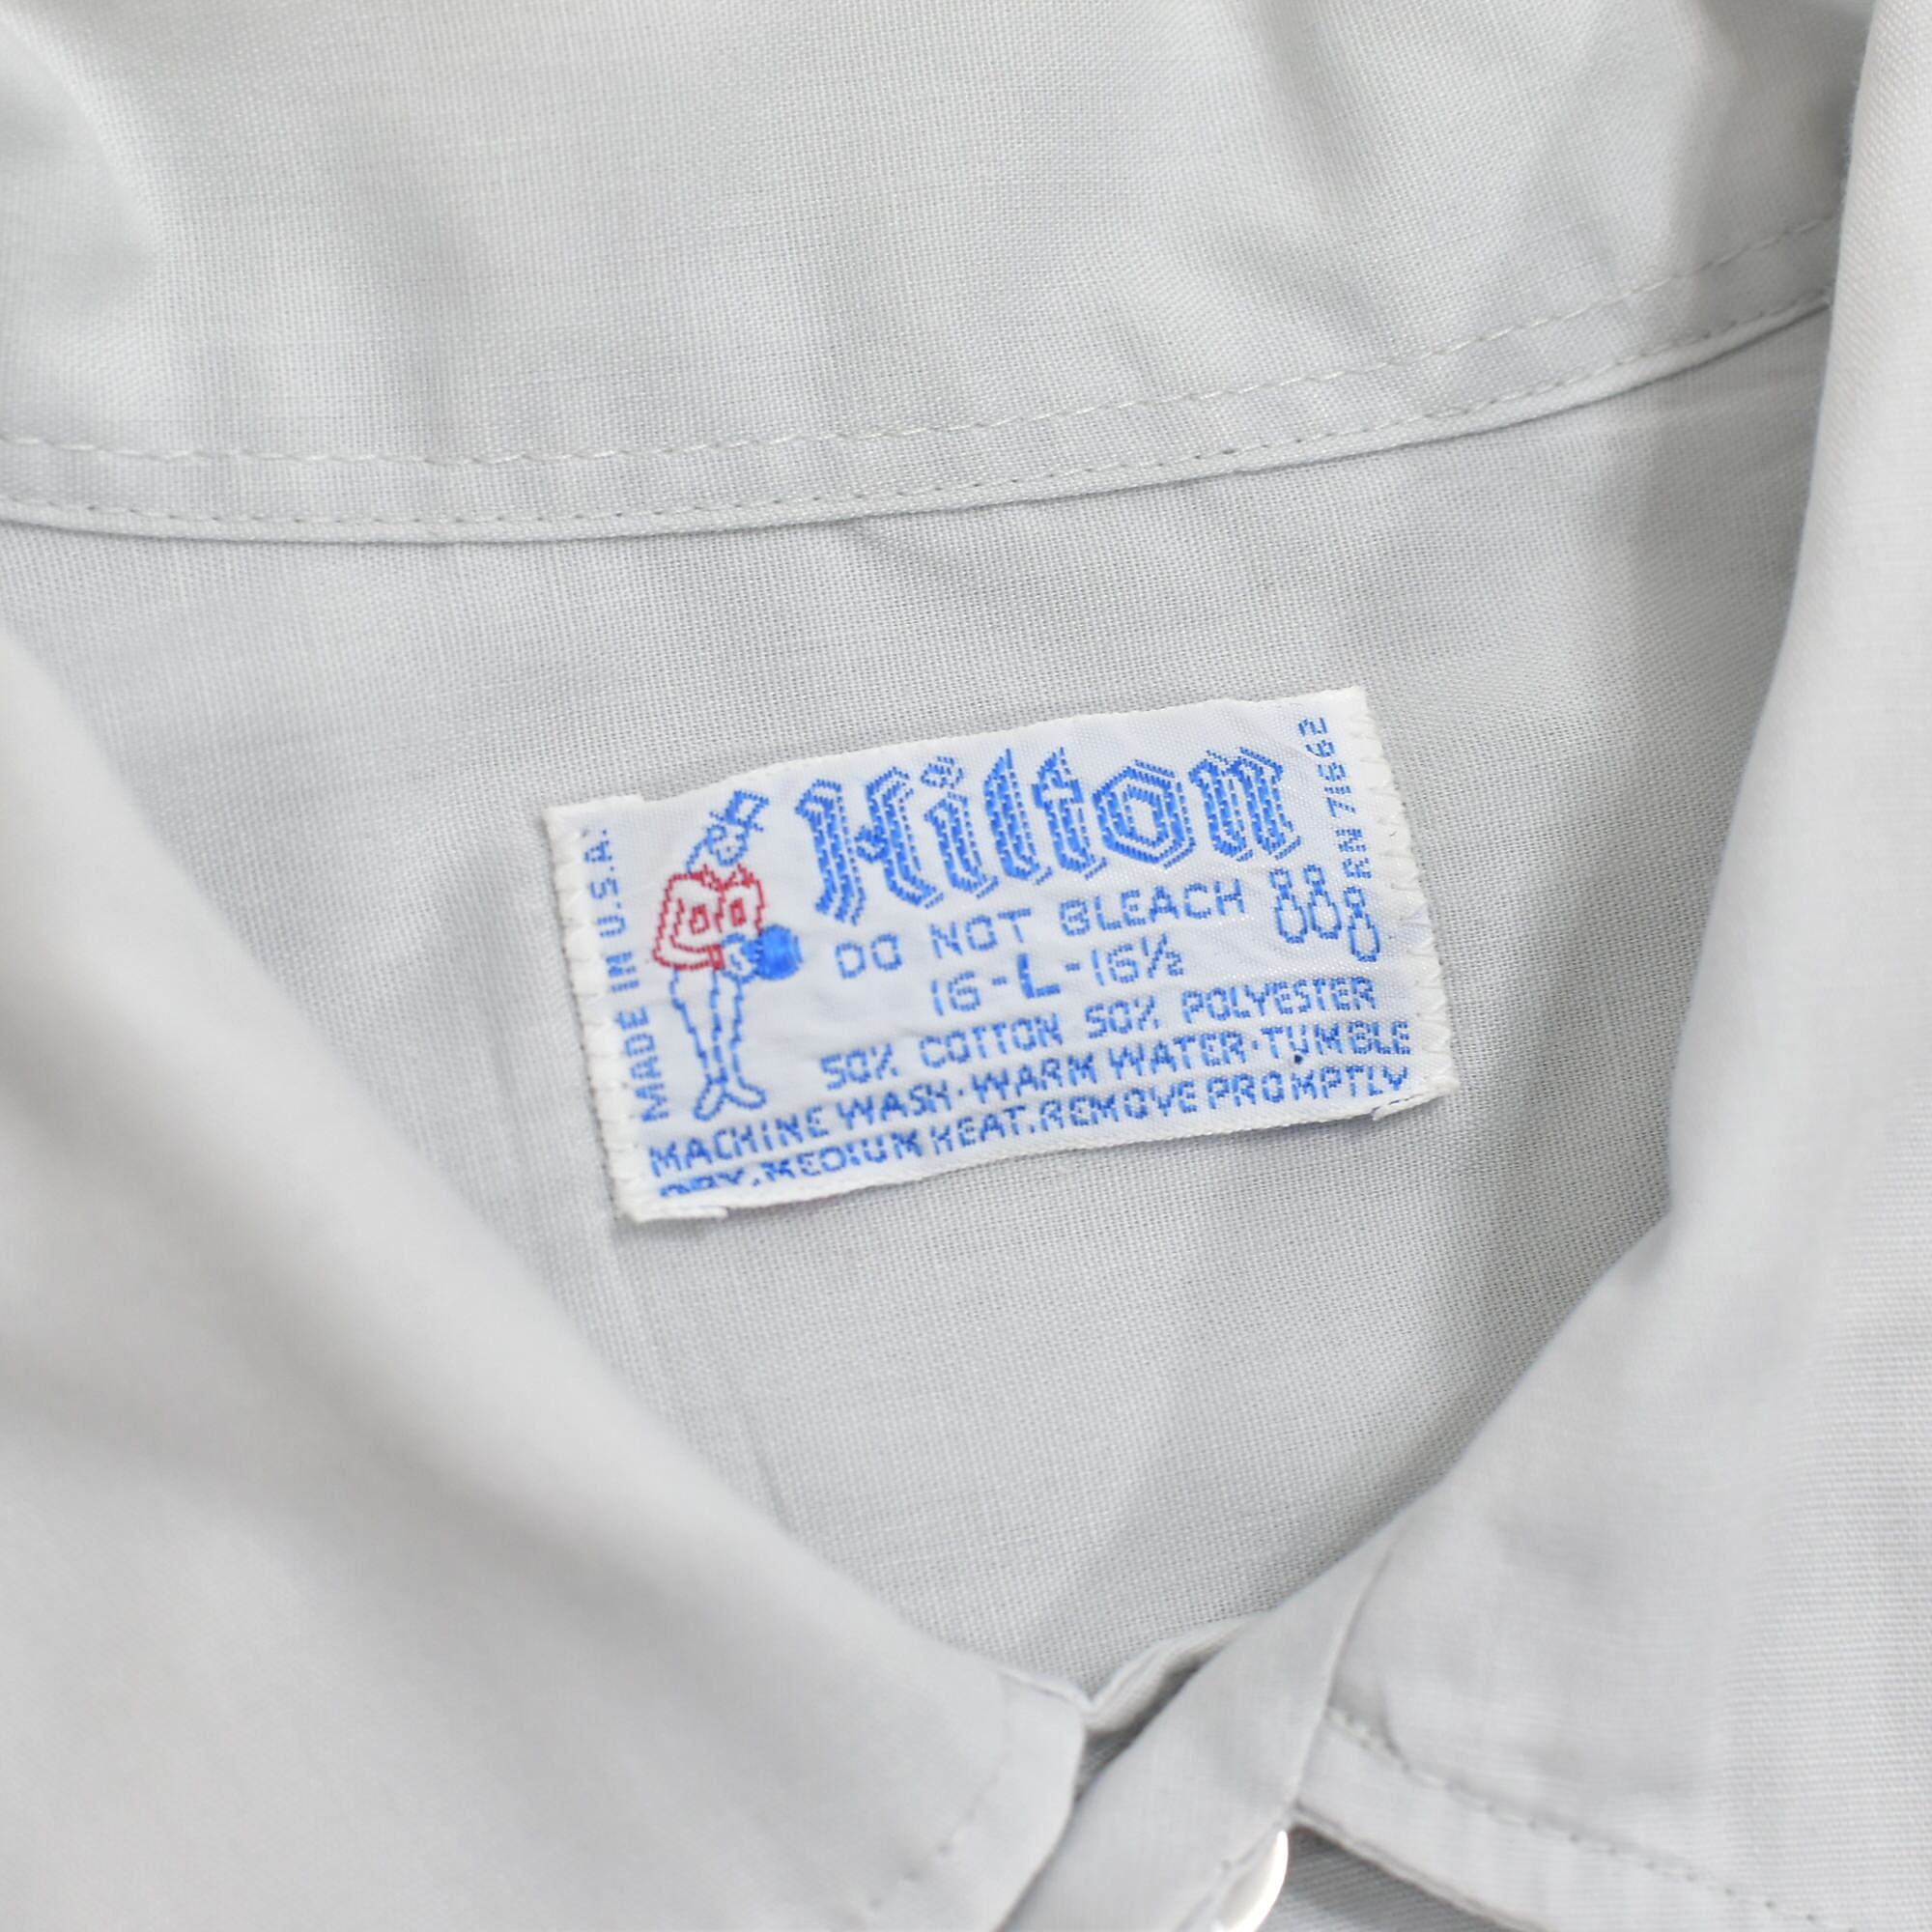 MADE IN U.S.A.
Hilton
RN 71662
DO NOT BLEACH
16-L-16½
50% COTTON 50% POLYESTER
MACHINE WASH·WARM WATER·TUMBLE
DRY, MEDIUM HEAT. REMOVE PROMPTLY